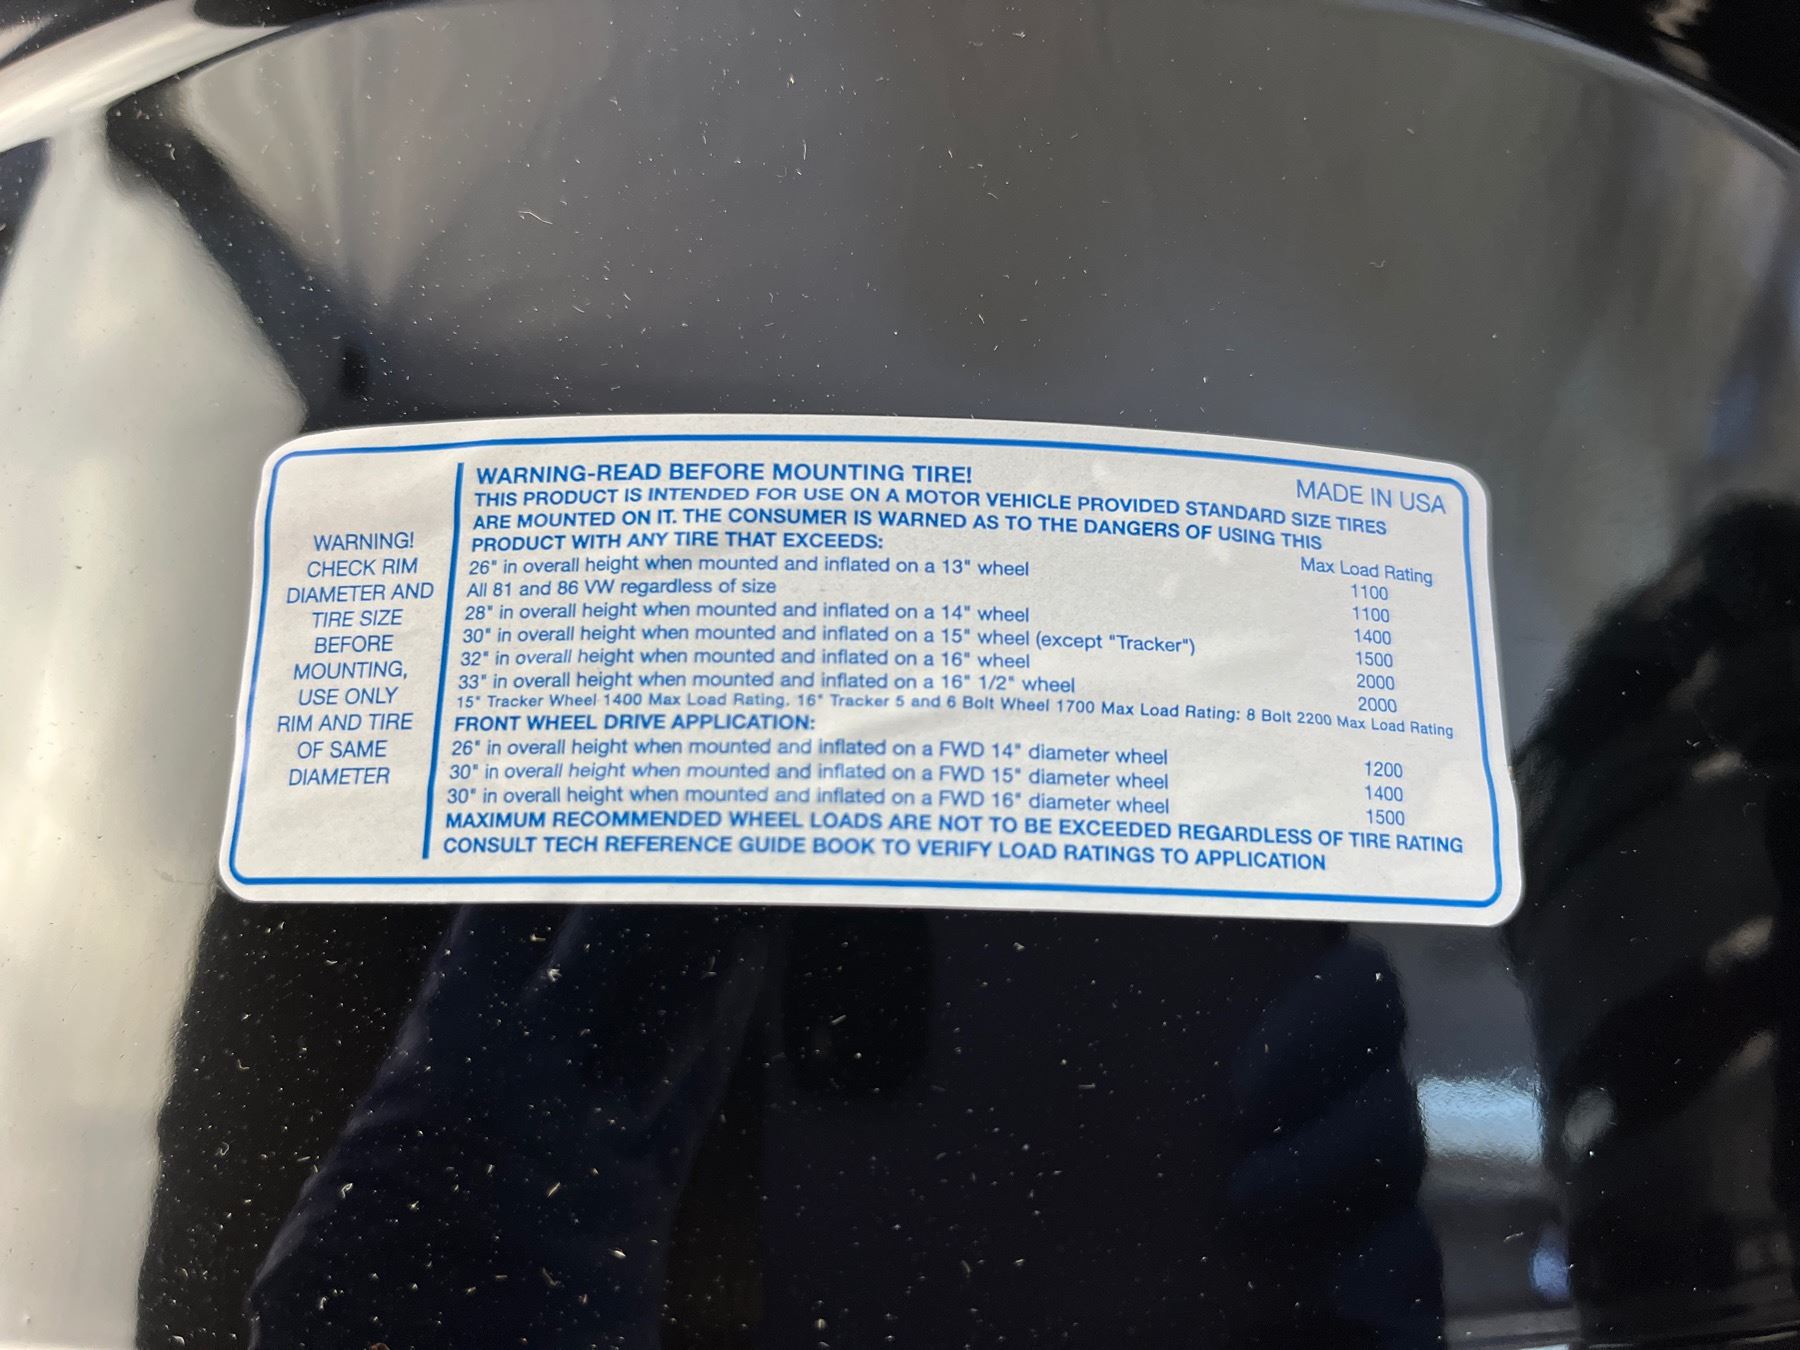 WARNING!
CHECK RIM
DIAMETER AND
TIRE SIZE
BEFORE
MOUNTING,
USE ONLY
RIM AND TIRE
OF SAME
DIAMETER
WARNING-READ BEFORE MOUNTING TIRE!
MADE IN USA
THIS PRODUCT IS INTENDED FOR USE ON A MOTOR VEHICLE PROVIDED STANDARD SIZE TIRES
ARE MOUNTED ON IT. THE CONSUMER IS WARNED AS TO THE DANGERS OF USING THIS
PRODUCT WITH ANY TIRE THAT EXCEEDS:
Max Load Rating
26" in overall height when mounted and inflated on a 13" wheel 1100
All 81 and 86 VW regardless of size 1100
28" in overall height when mounted and inflated on a 14" wheel 1400
30" in overall height when mounted and inflated on a 15" wheel (except "Tracker") 1500
32" in overall height when mounted and inflated on a 16" wheel 2000
33" in overall height when mounted and inflated on a 16" 1/2" wheel 2000
15" Tracker Wheel 1400 Max Load Rating. 16" Tracker 5 and 6 Bolt Wheel 1700 Max Load Rating: 8 Bolt 2200 Max Load Rating
FRONT WHEEL DRIVE APPLICATION:
26" in overall height when mounted and inflated on a FWD 14" diameter wheel 1200
30" in overall height when mounted and inflated on a FWD 15" diameter wheel 1400
30" in overall height when mounted and inflated on a FWD 16" diameter wheel 1500
MAXIMUM RECOMMENDED WHEEL LOADS ARE NOT TO BE EXCEEDED REGARDLESS OF TIRE RATING
CONSULT TECH REFERENCE GUIDE BOOK TO VERIFY LOAD RATINGS TO APPLICATION